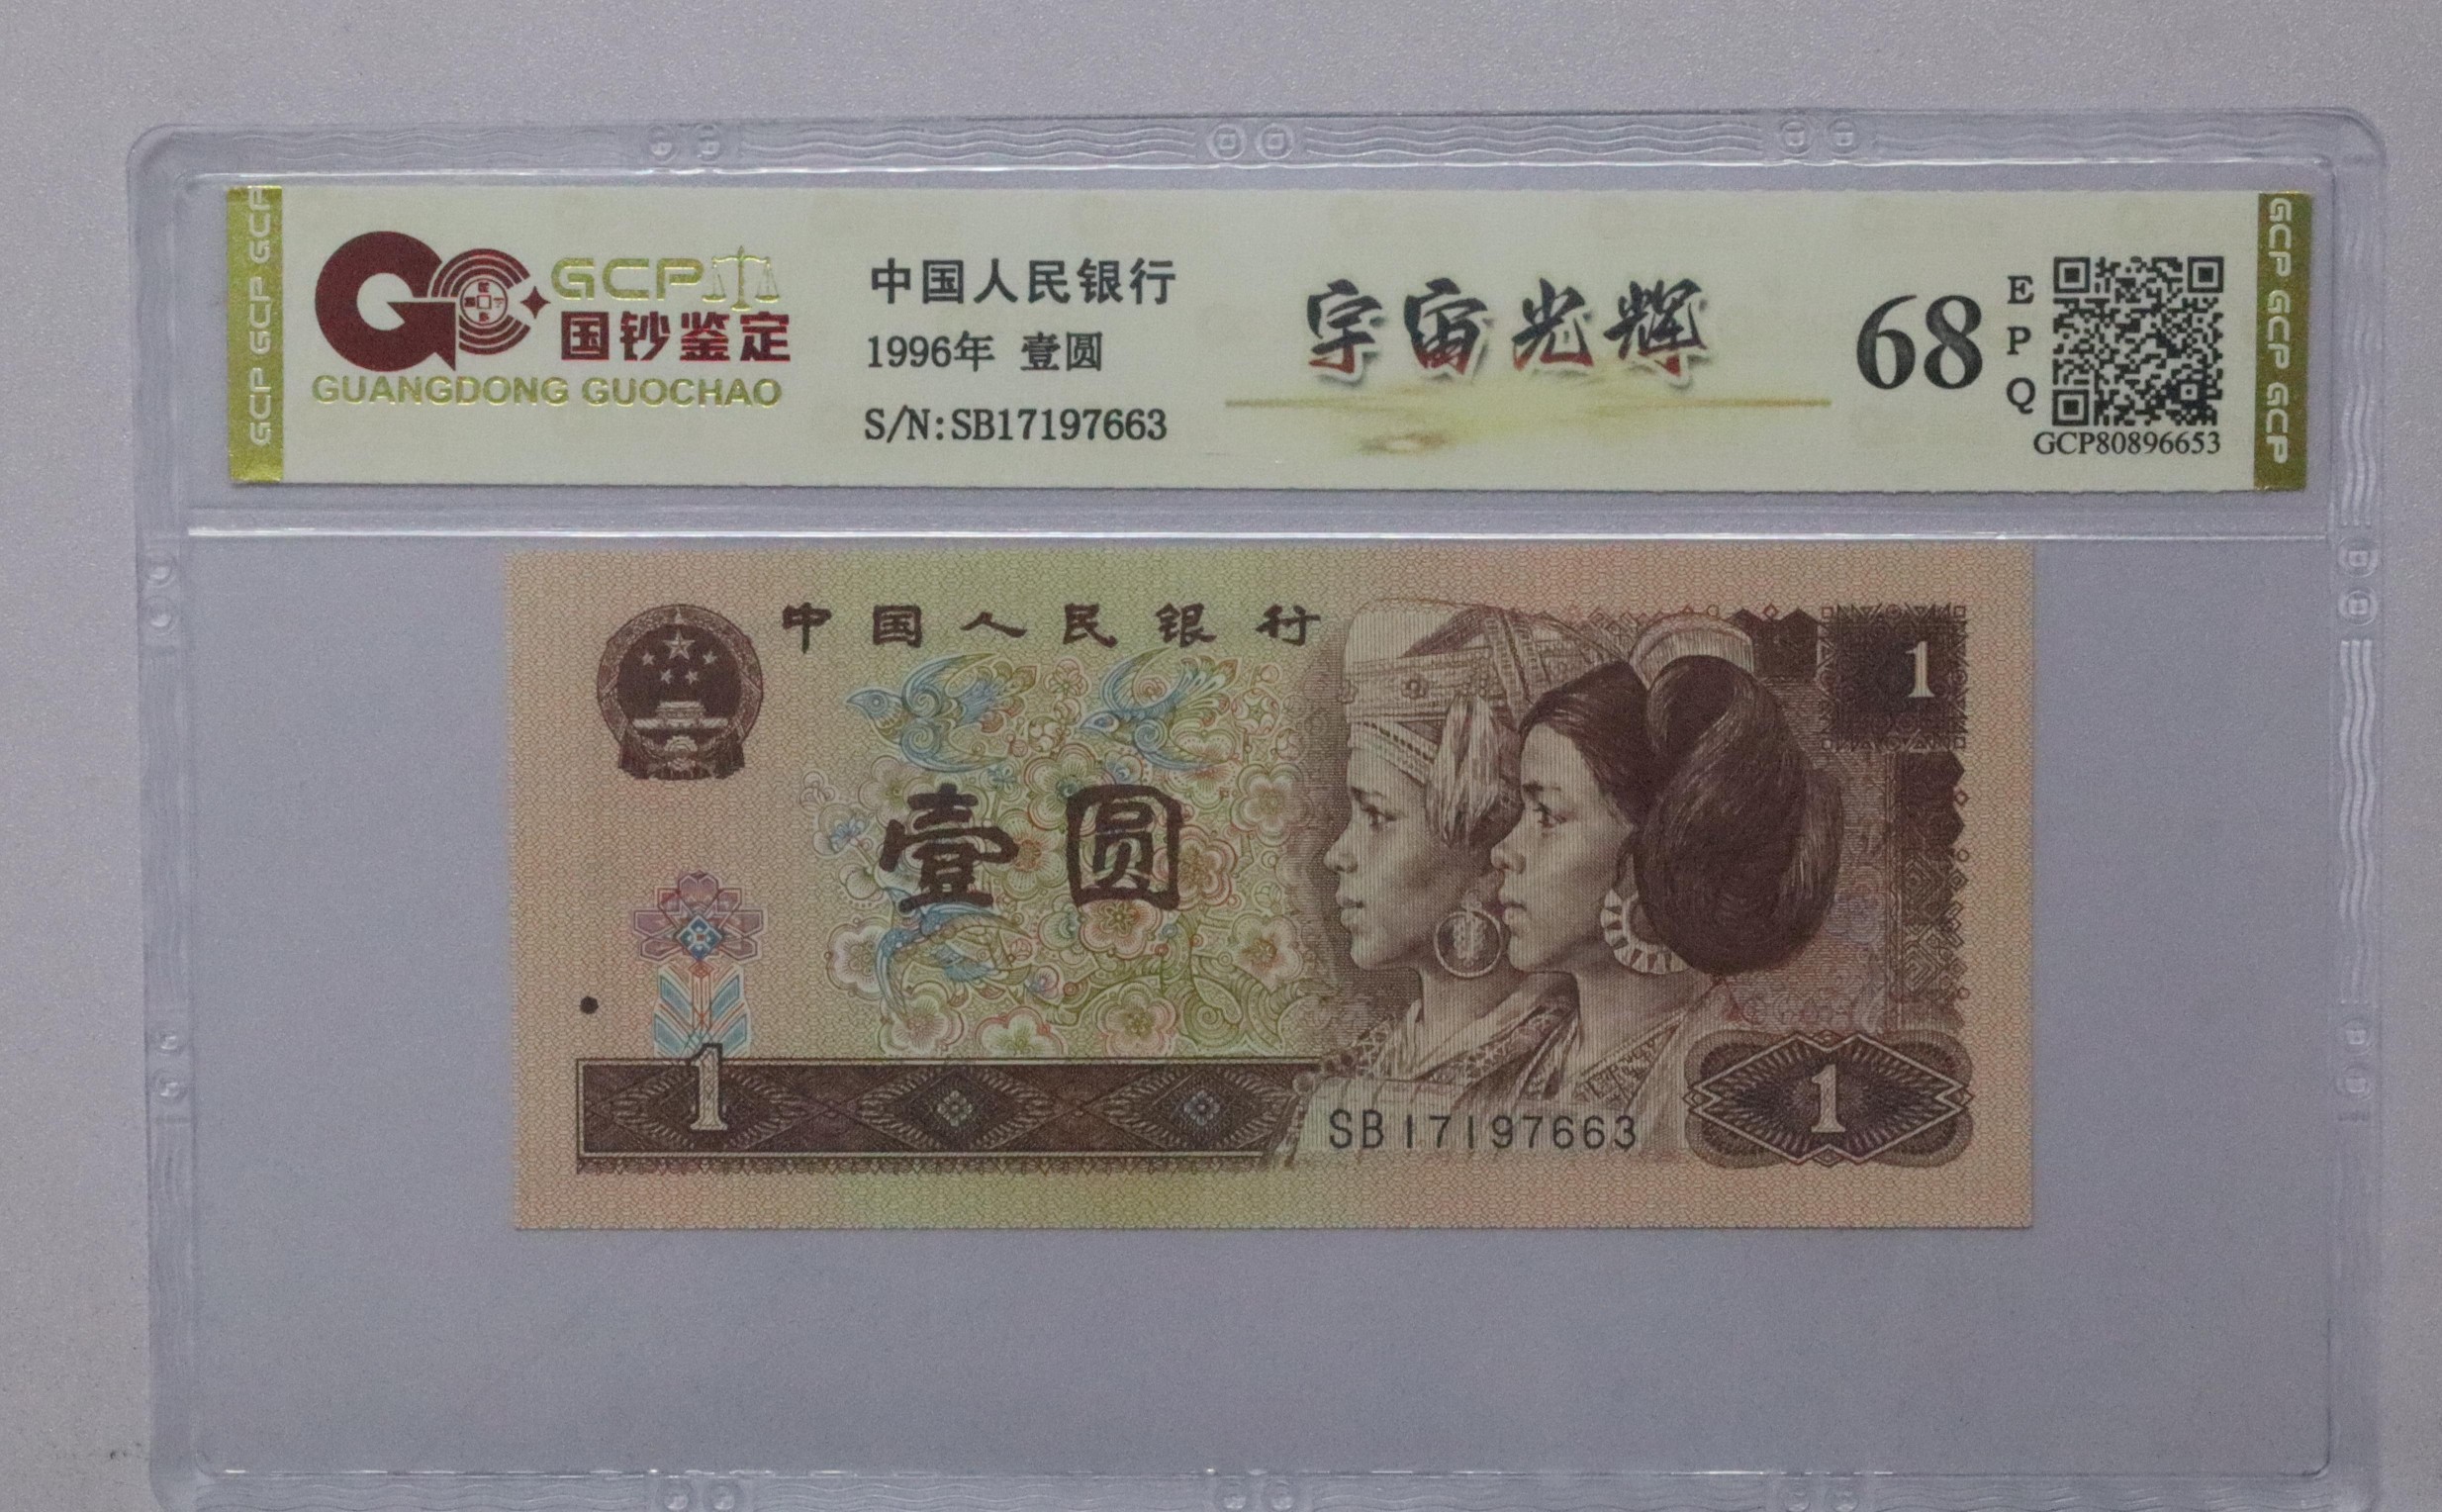 GCP GCP GCP
GCP
国钞鉴定
GUANGDONG GUOCHAO
中国人民银行
1996年 壹圆
S/N:SB17197663
宇宙光辉
68
E
P
Q
GCP80896653
GCP GCP GCP
中国人民银行
1
壹圆
1
SB17197663
1